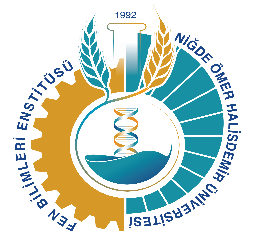 1992
FEN BİLİMLERİ ENSTİTÜSÜ
NİĞDE ÖMER HALİSDEMİR ÜNİVERSİTESİ